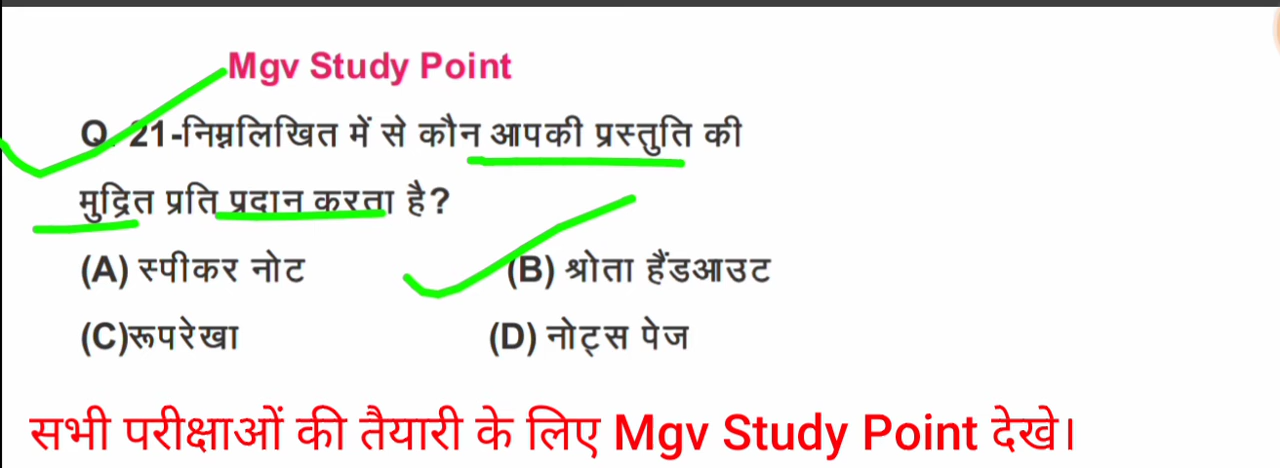 Mgv Study Point
Q. 21-निम्नलिखित में से कौन आपकी प्रस्तुति की
मुद्रित प्रति प्रदान करता है?
(A) स्पीकर नोट (B) श्रोता हैंडआउट
(C)रूपरेखा (D) नोट्स पेज
सभी परीक्षाओं की तैयारी के लिए Mgv Study Point देखे।